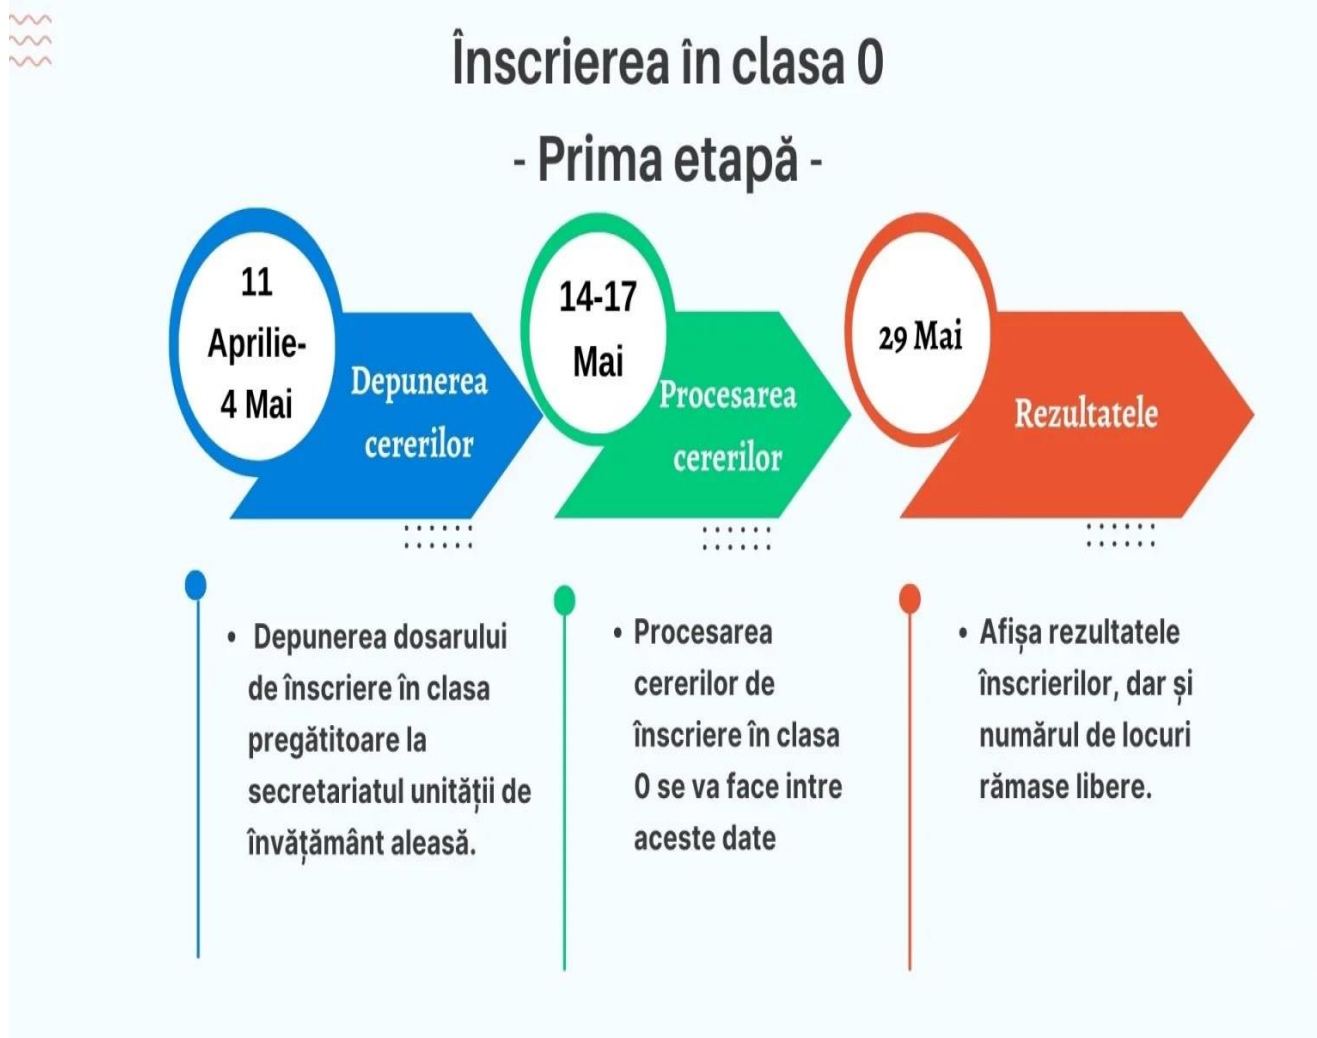 Înscrierea în clasa 0
- Prima etapă -
11
Aprilie-
4 Mai
Depunerea
cererilor
14-17
Mai
Procesarea
cererilor
29 Mai
Rezultatele
• Depunerea dosarului
de înscriere în clasa
pregătitoare la
secretariatul unității de
învățământ aleasă.
• Procesarea
cererilor de
înscriere în clasa
0 se va face intre
aceste date
• Afișa rezultatele
înscrierilor, dar și
numărul de locuri
rămase libere.